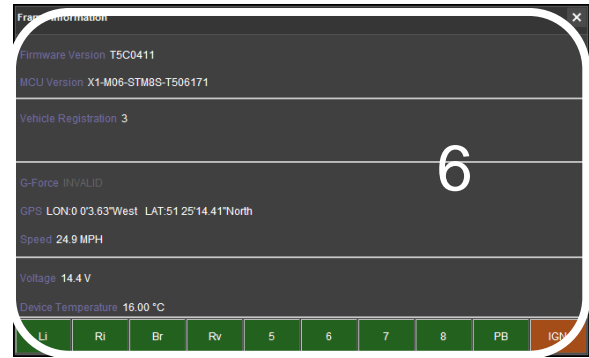 Frame Information
Firmware Version T5C0411
MCU Version X1-M06-STM8S-T506171
Vehicle Registration 3
6
G-Force INVALID
GPS LON:0 0'3.63"West LAT:51 25'14.41"North
Speed 24.9 MPH
Voltage 14.4 V
Device Temperature 16.00 °C
Li Ri Br Rv 5 6 7 8 PB IGN